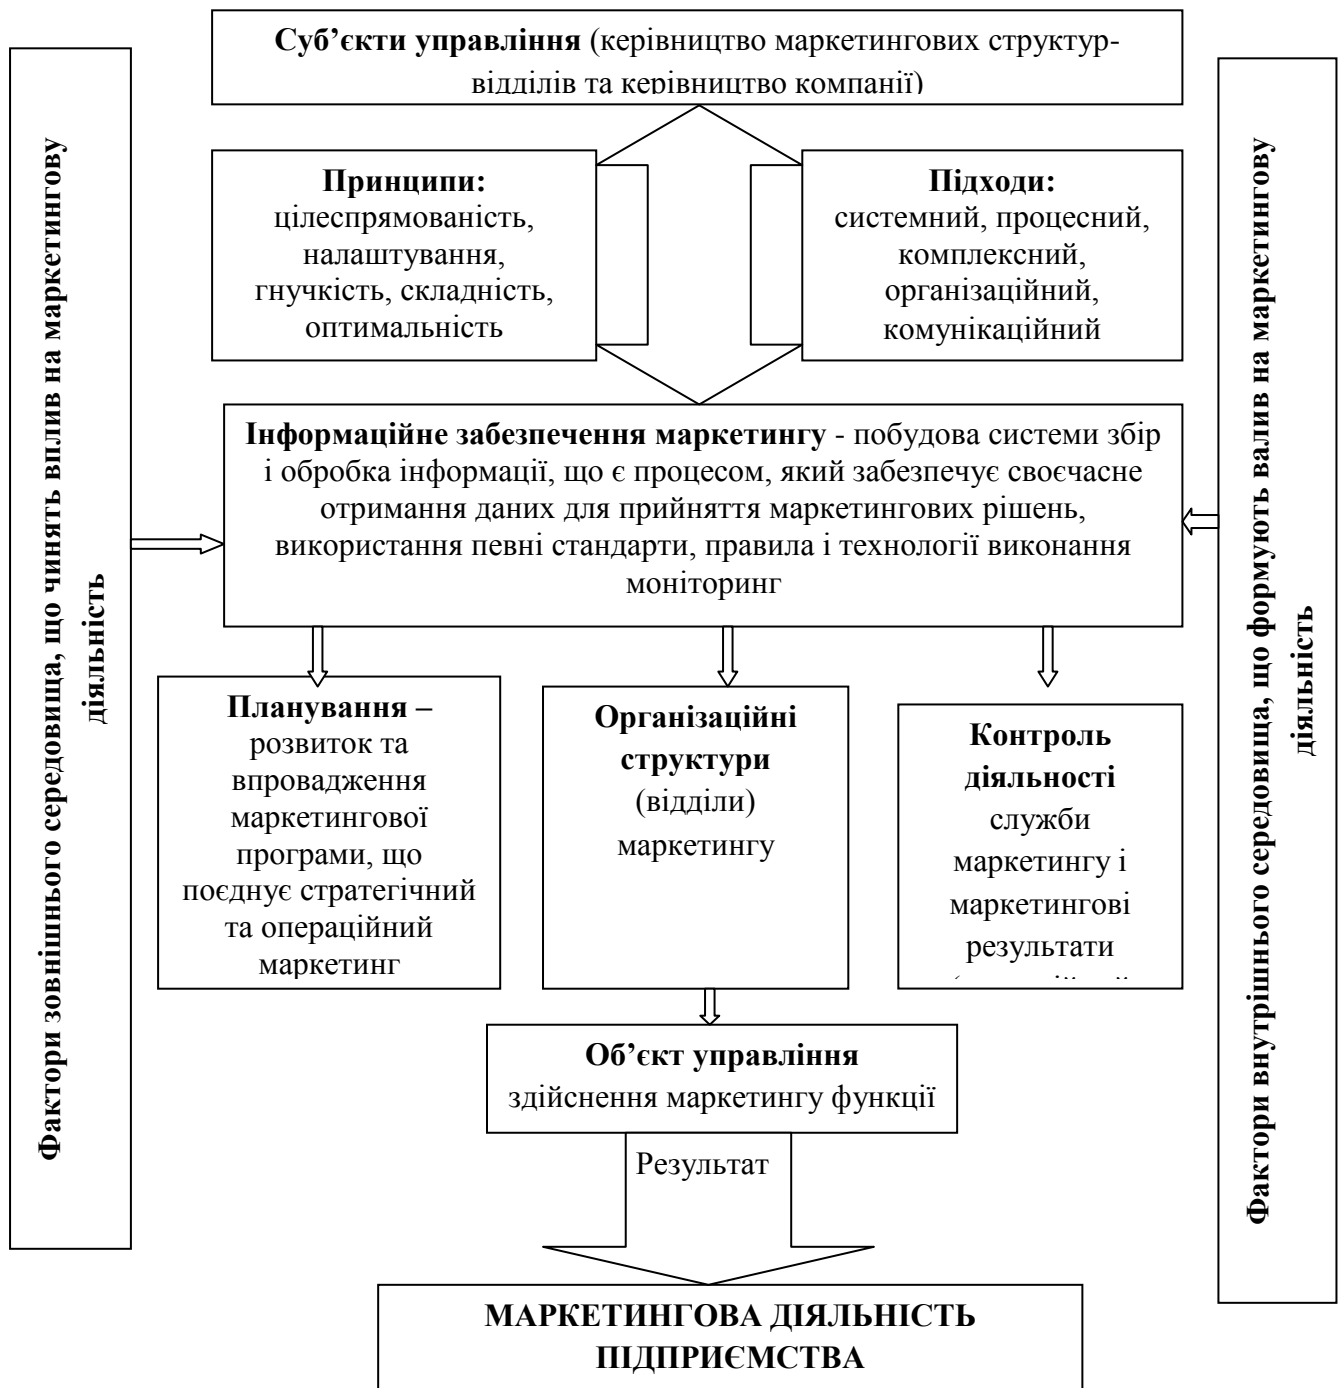 Суб’єкти управління (керівництво маркетингових структур-
відділів та керівництво компанії)
Фактори зовнішнього середовища, що чинять вплив на маркетингову
діяльність
Принципи:
цілеспрямованість,
налаштування,
гнучкість, складність,
оптимальність
Підходи:
системний, процесний,
комплексний,
організаційний,
комунікаційний
Фактори внутрішнього середовища, що формують валив на маркетингову
діяльність
Інформаційне забезпечення маркетингу - побудова системи збір
і обробка інформації, що є процесом, який забезпечує своєчасне
отримання даних для прийняття маркетингових рішень,
використання певні стандарти, правила і технології виконання
моніторинг
Планування –
розвиток та
впровадження
маркетингової
програми, що
поєднує стратегічний
та операційний
маркетинг
Організаційні
структури
(відділи)
маркетингу
Контроль
діяльності
служби
маркетингу і
маркетингові
результати
Об’єкт управління
здійснення маркетингу функції
Результат
МАРКЕТИНГОВА ДІЯЛЬНІСТЬ
ПІДПРИЄМСТВА